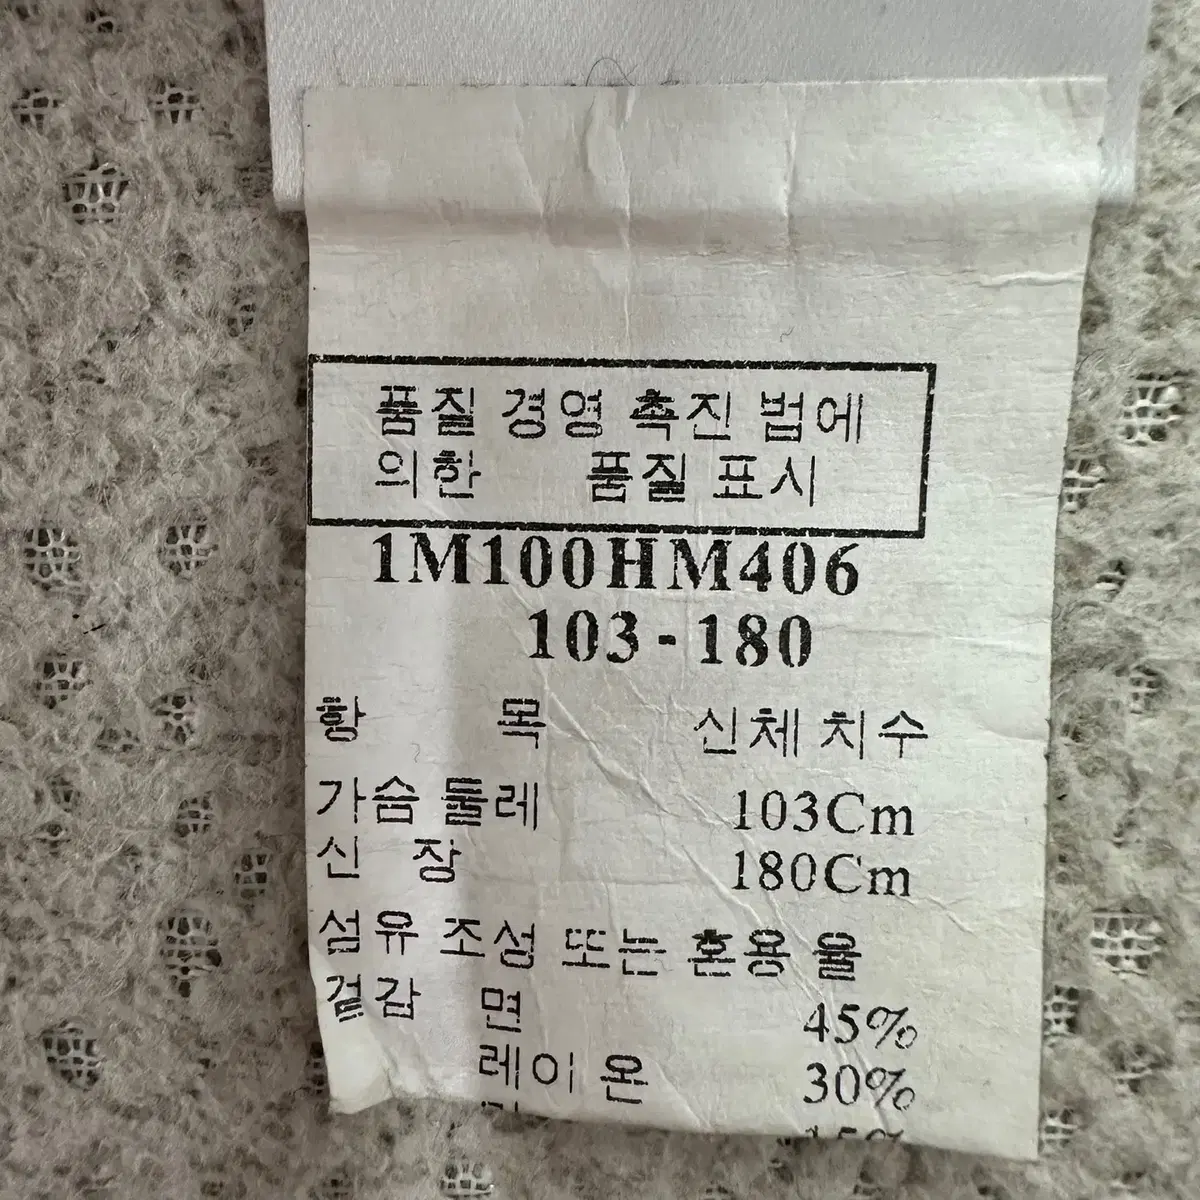 품질 경영 촉진 법에
의한 품질 표시
1M100HM406
103-180
항 목 신체 치수
가슴 둘레 103Cm
신 장 180Cm
섬유 조성 또는 혼용 율
겉감 면 45%
레이온 30%